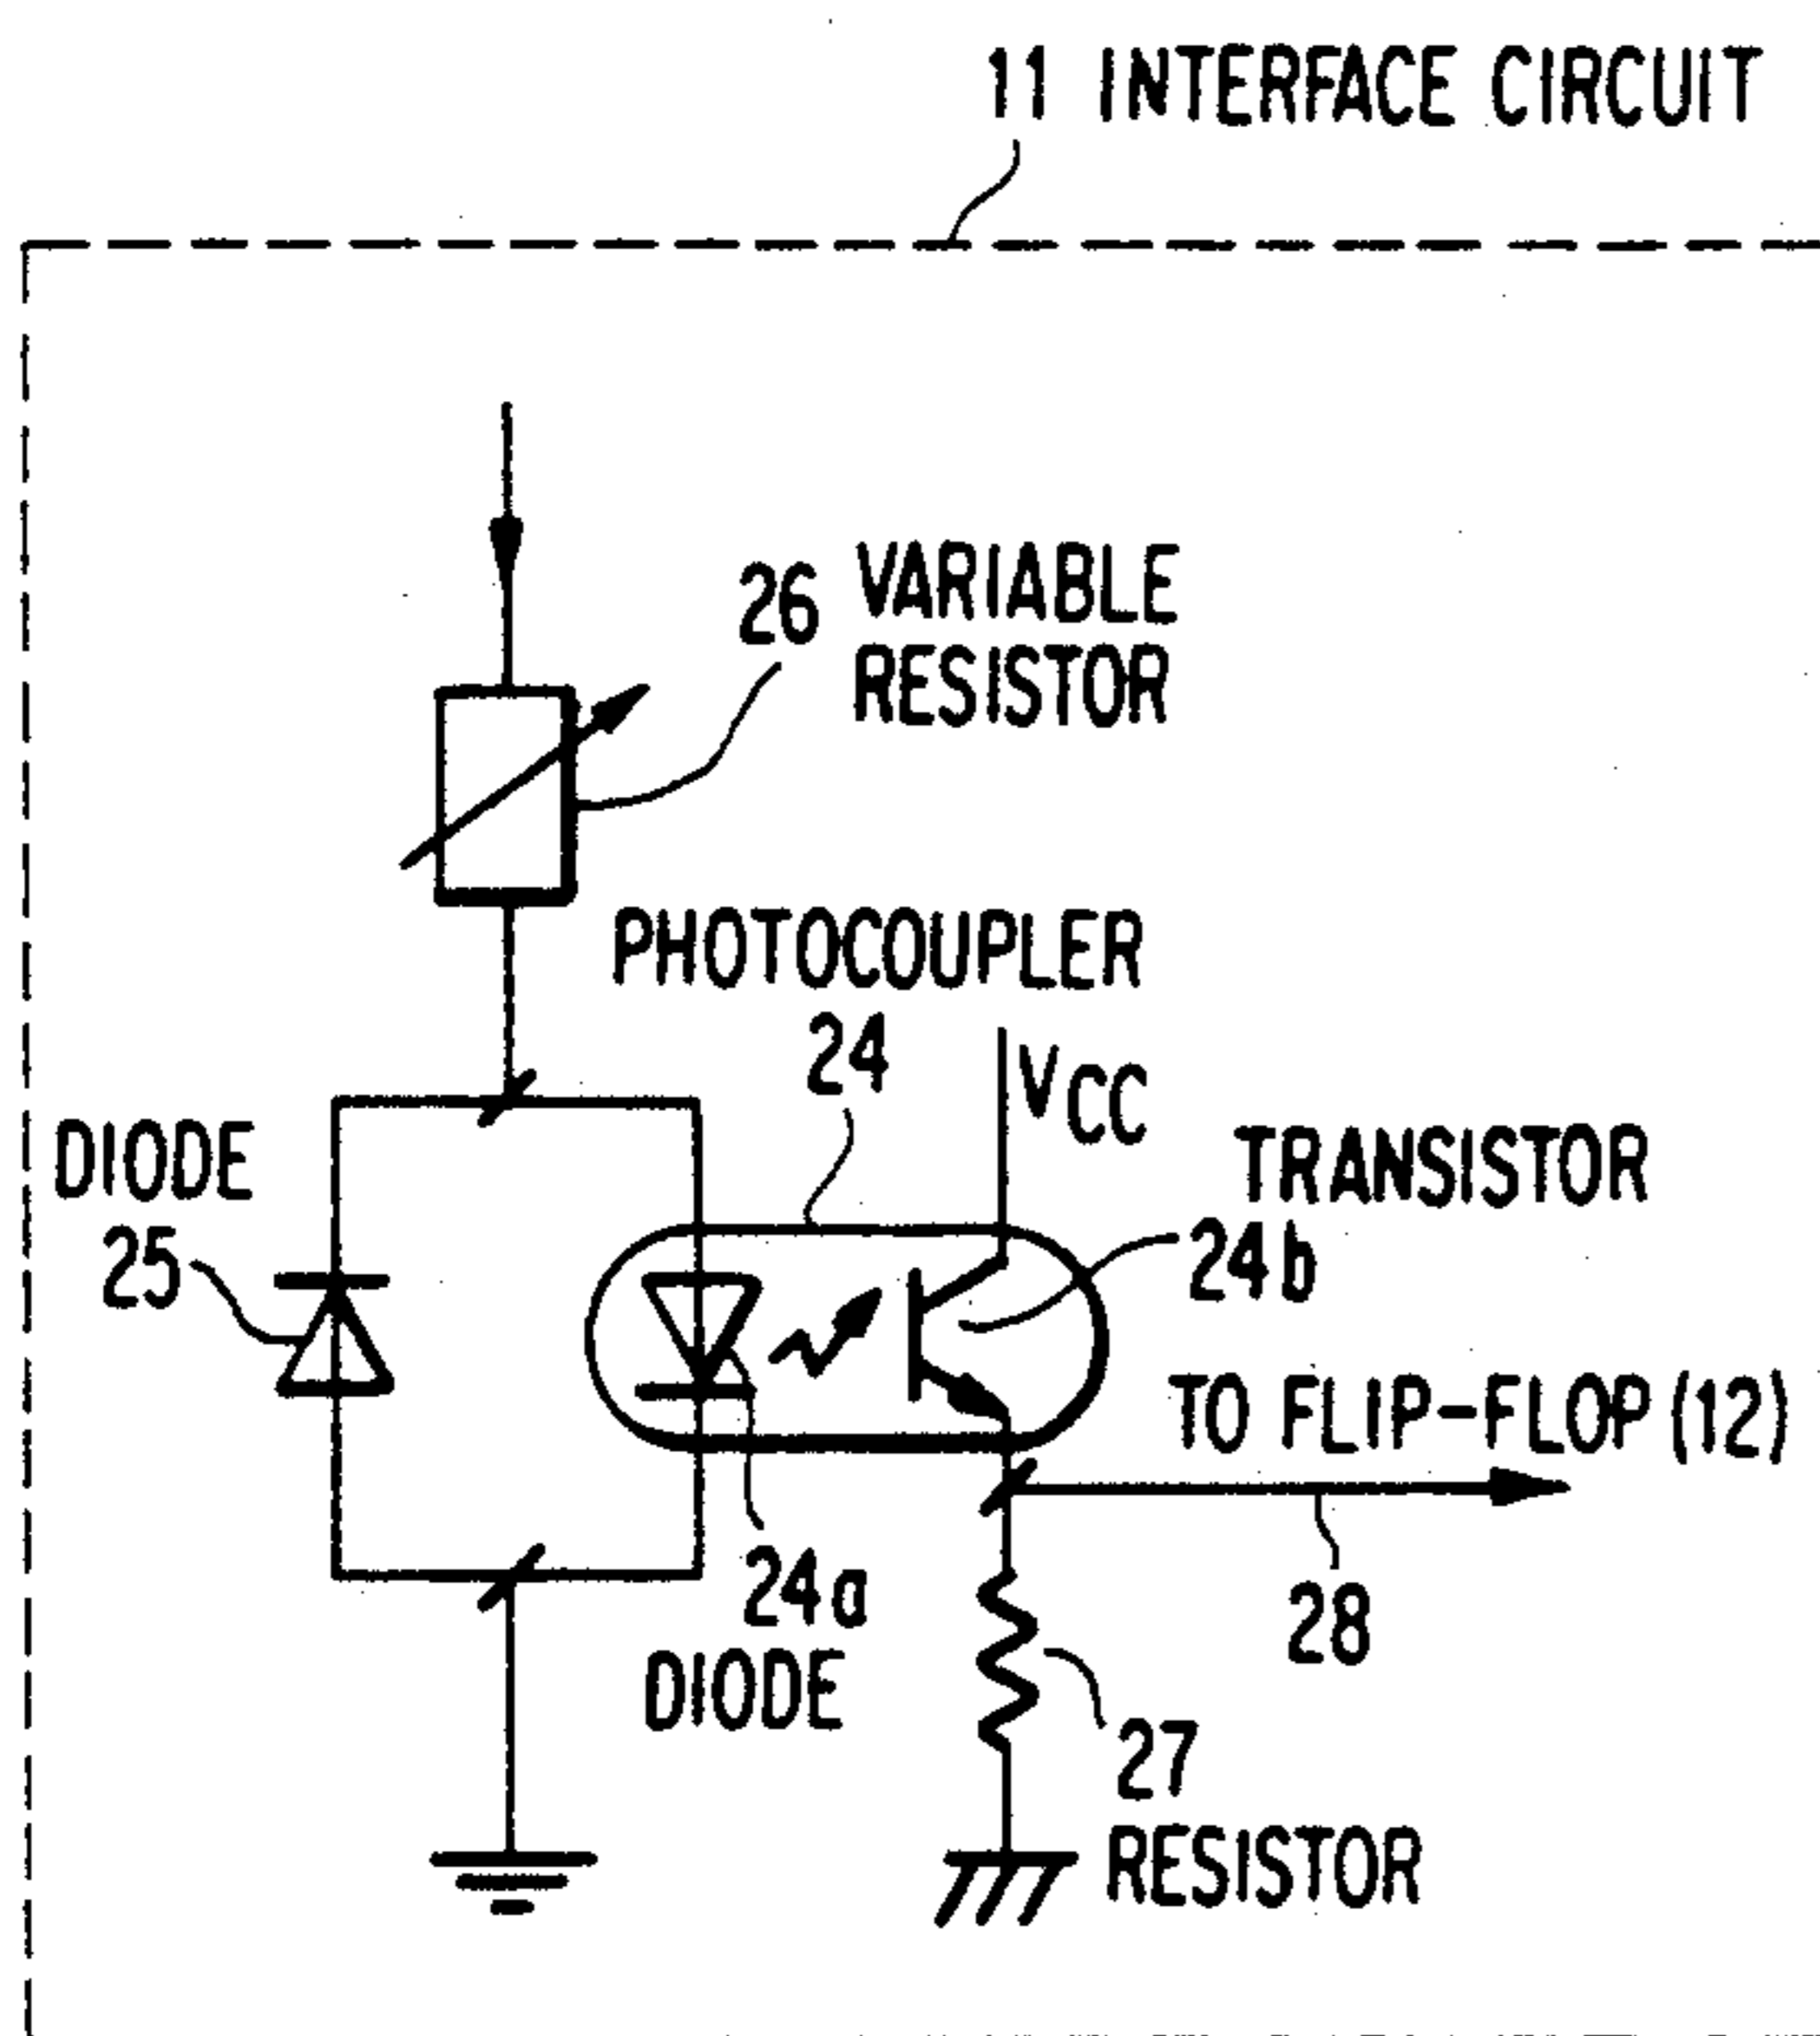 11 INTERFACE CIRCUIT
26 VARIABLE
RESISTOR
PHOTOCOUPLER
24
VCC
DIODE
25
TRANSISTOR
24b
TO FLIP-FLOP (12)
28
24a
DIODE
27
RESISTOR